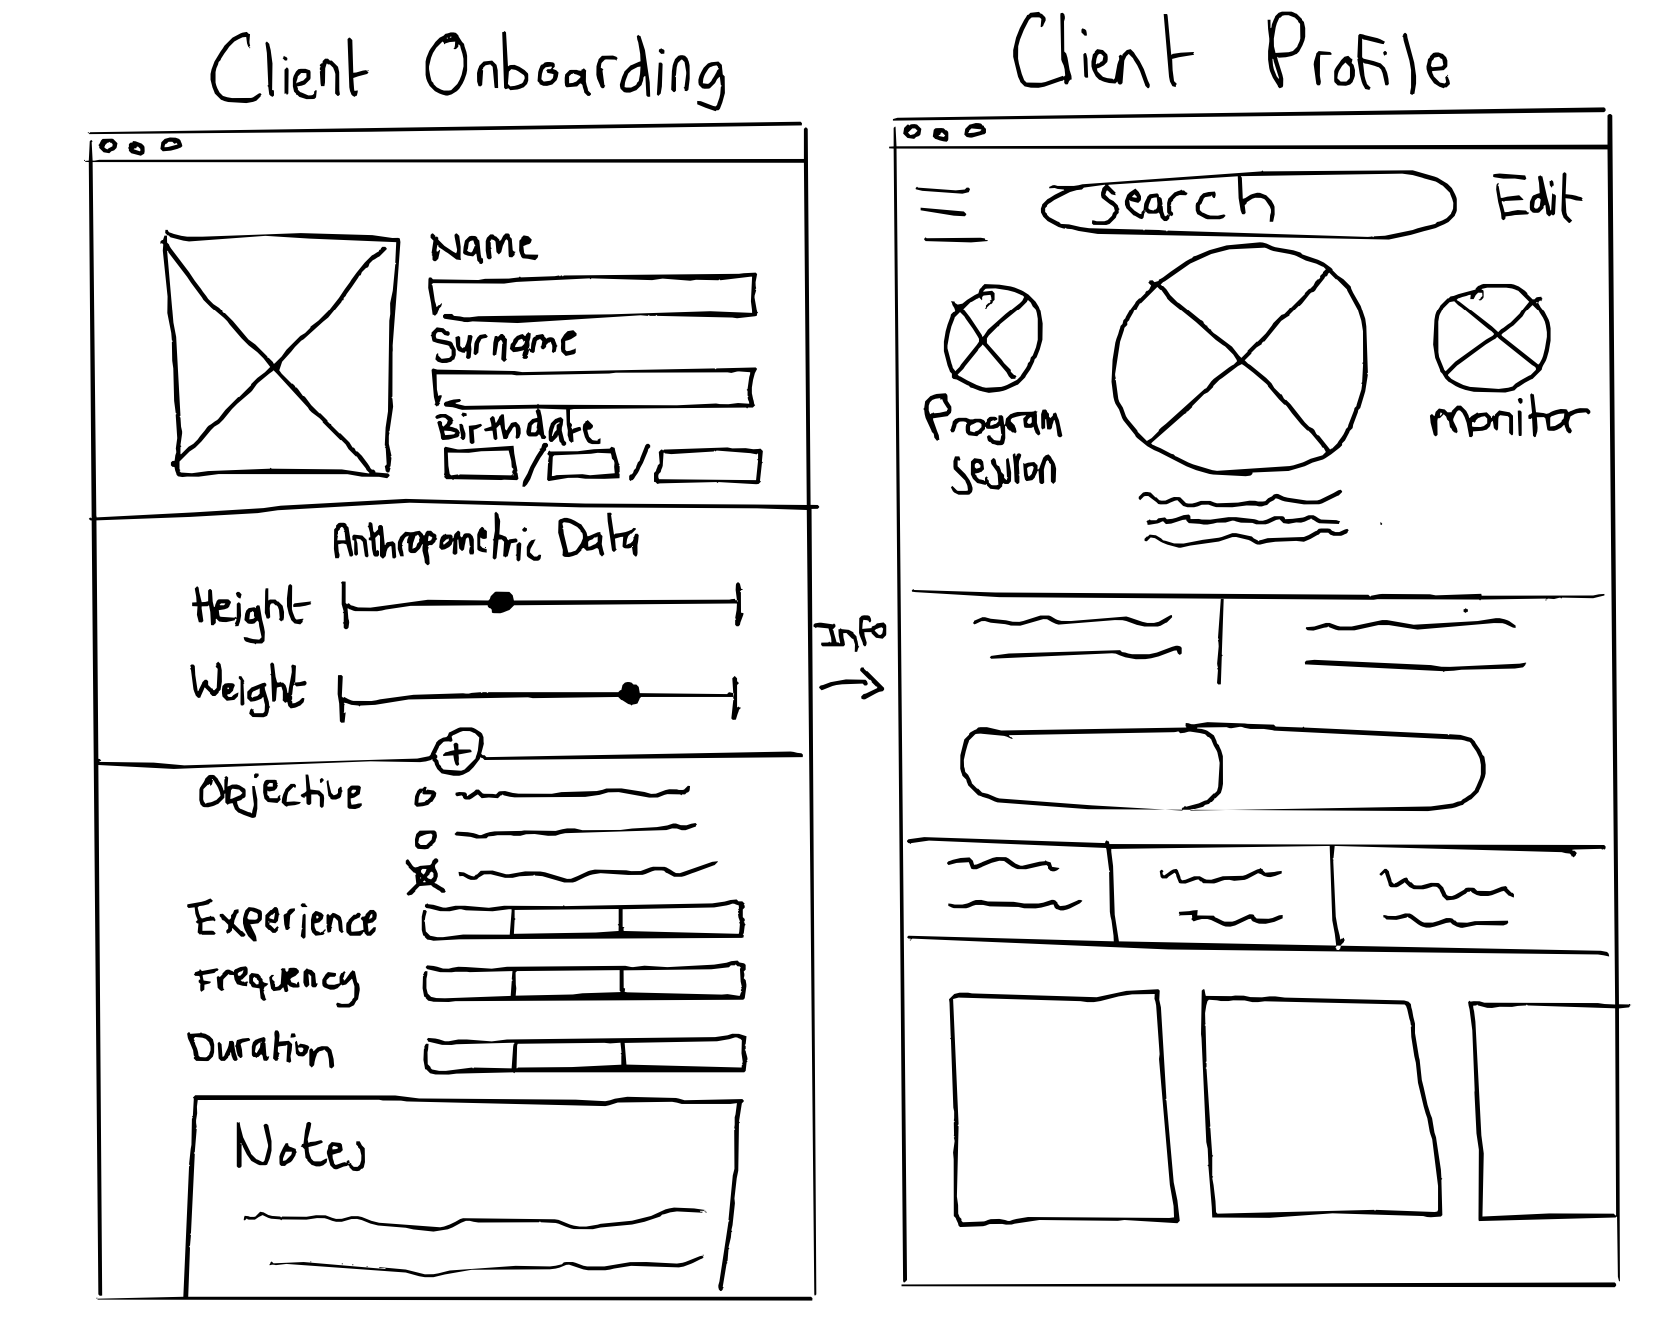 Client Onboarding
Name
Surname
Birthdate
/ /
Anthropometric Data
Height
Weight
+
Objective
Experience
Frequency
Duration
Notes
Info
Client Profile
search
Edit
Program
session
monitor